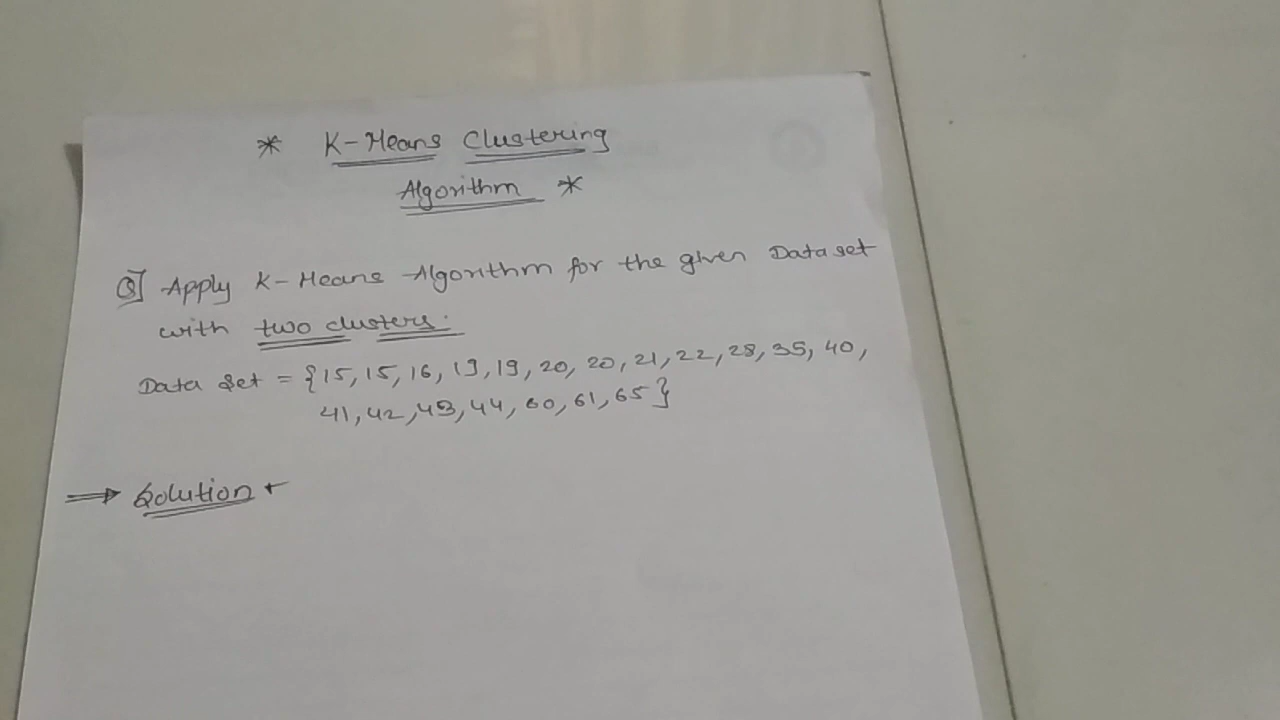 * K-Means Clustering
Algorithm *
Q] Apply K-Means Algorithm for the given Data set
with two clusters.
Data Set = {15, 15, 16, 19, 19, 20, 20, 21, 22, 28, 35, 40,
41, 42, 43, 44, 60, 61, 65}
⇒ Solution